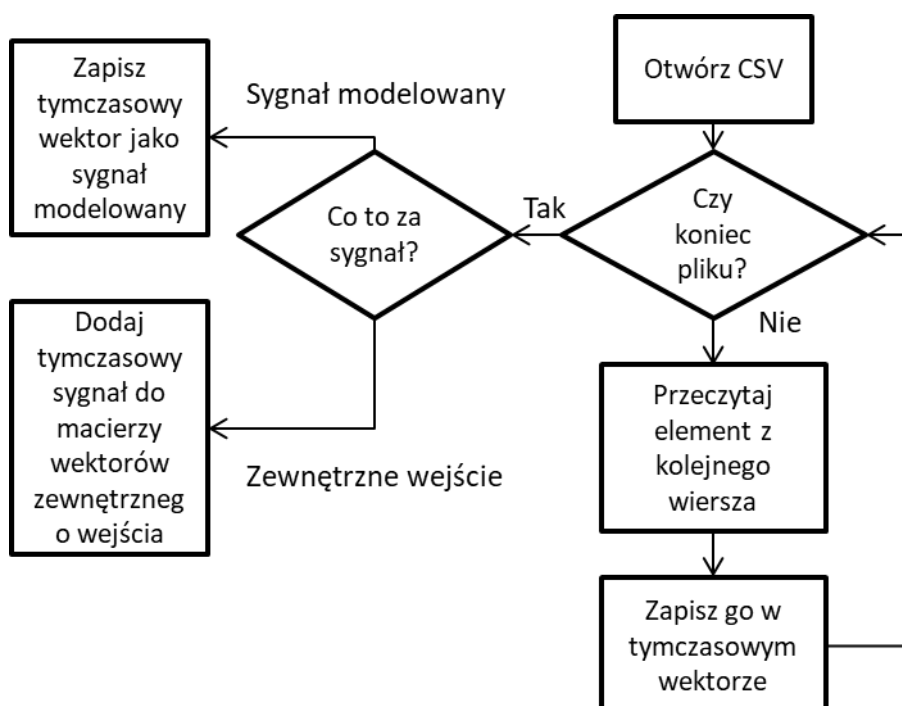 Otwórz CSV
Czy
koniec
pliku?
Tak
Nie
Przeczytaj
element z
kolejnego
wiersza
Zapisz go w
tymczasowym
wektorze
Co to za
sygnał?
Sygnał modelowany
Zapisz
tymczasowy
wektor jako
sygnał
modelowany
Zewnętrzne wejście
Dodaj
tymczasowy
sygnał do
macierzy
wektorów
zewnętrzneg
o wejścia